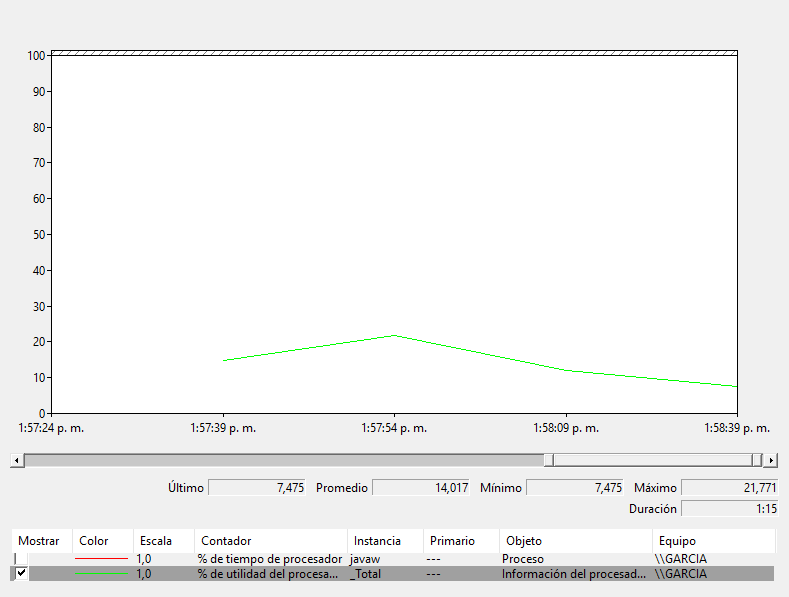 100
90
80
70
60
50
40
30
20
10
0
1:57:24 p. m. 1:57:39 p. m. 1:57:54 p. m. 1:58:09 p. m. 1:58:39 p. m.
Último 7,475 Promedio 14,017 Mínimo 7,475 Máximo 21,771
Duración 1:15
Mostrar Color Escala Contador Instancia Primario Objeto Equipo
1,0 % de tiempo de procesador javaw --- Proceso \\GARCIA
1,0 % de utilidad del procesa... _Total --- Información del procesad... \\GARCIA